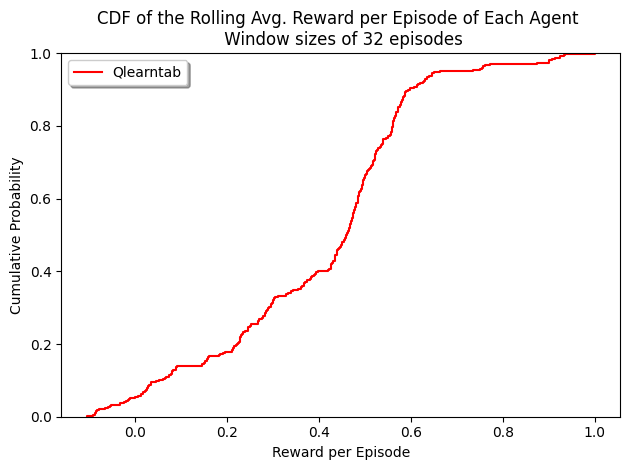 CDF of the Rolling Avg. Reward per Episode of Each Agent
Window sizes of 32 episodes
Qlearntab
Cumulative Probability
1.0
0.8
0.6
0.4
0.2
0.0
0.0 0.2 0.4 0.6 0.8 1.0
Reward per Episode